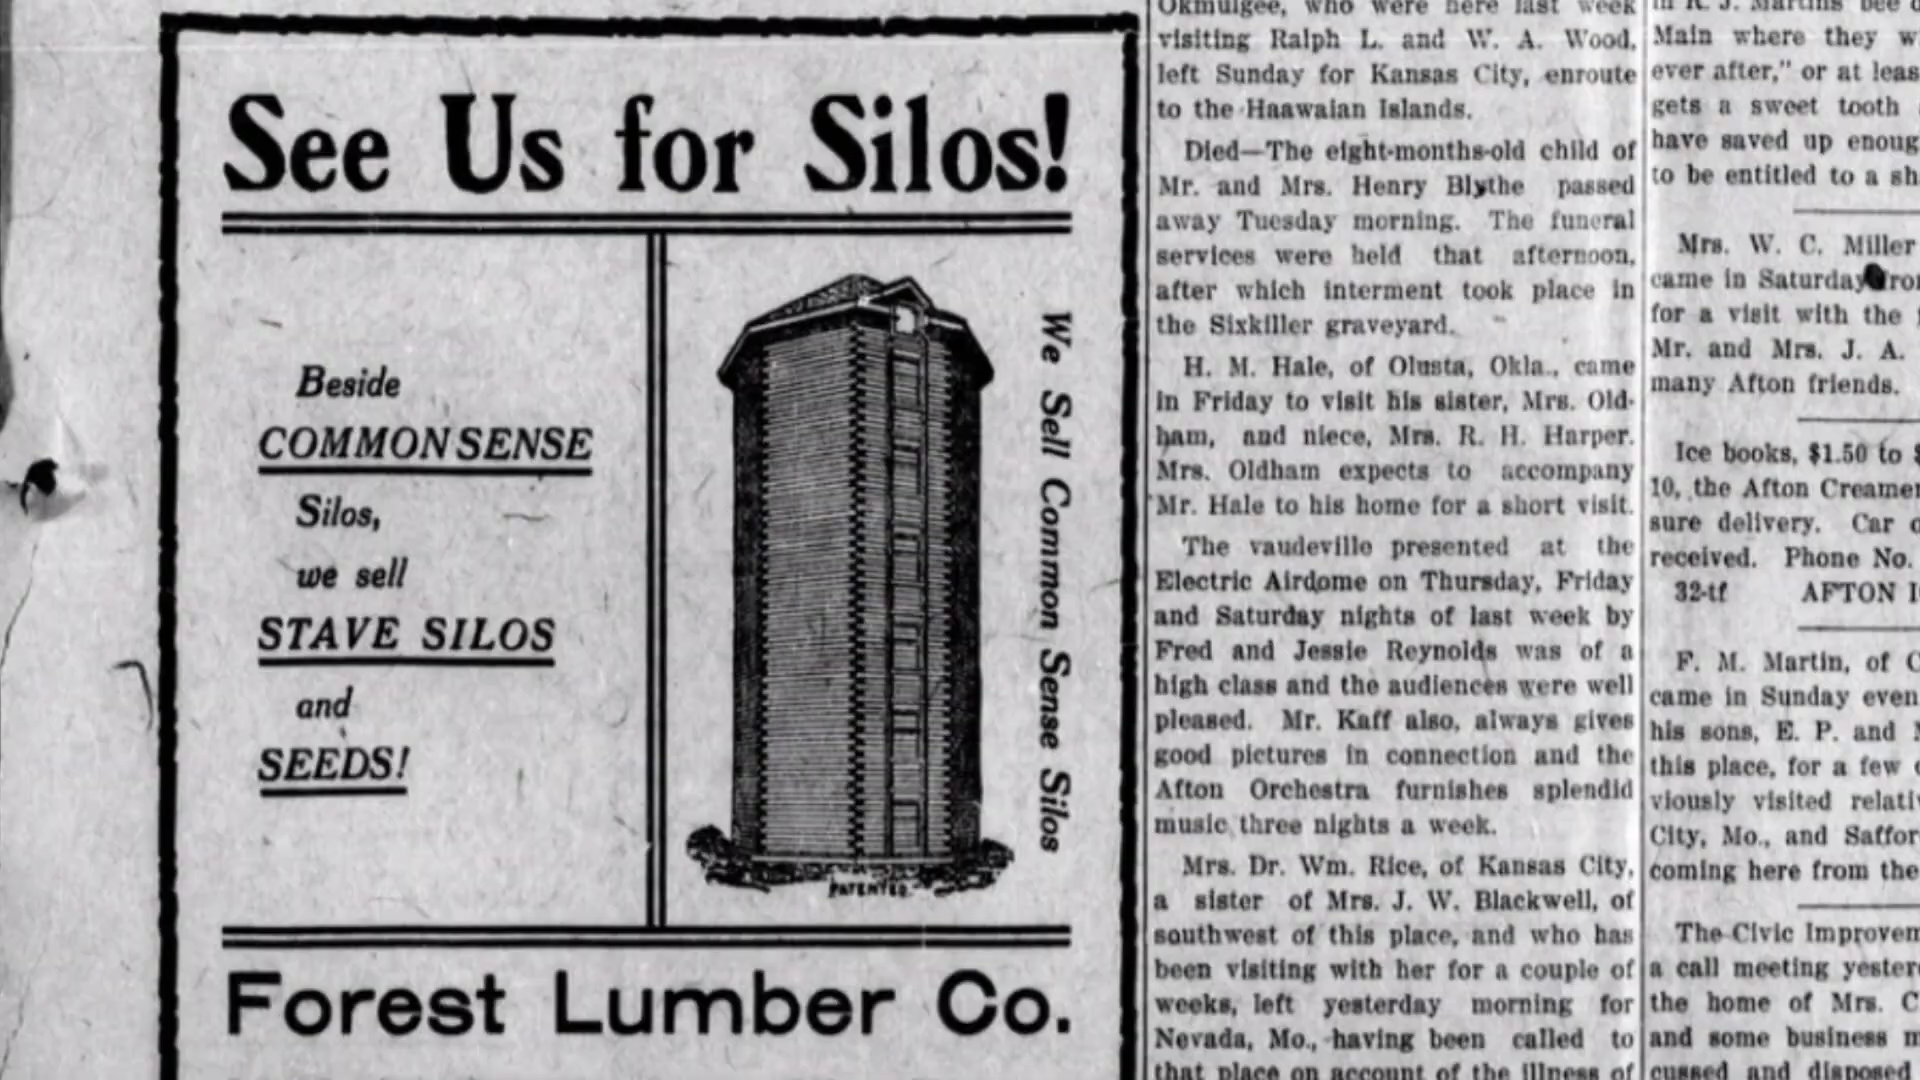 See Us for Silos!
Beside
COMMON SENSE
Silos,
we sell
STAVE SILOS
and
SEEDS!
We Sell Common Sense Silos
PATENTED
Forest Lumber Co.
Okmulgee, who were here last week
visiting Ralph L. and W. A. Wood,
left Sunday for Kansas City, enroute
to the Haawaian Islands.
Died—The eight-months-old child of
Mr. and Mrs. Henry Blythe passed
away Tuesday morning. The funeral
services were held that afternoon,
after which interment took place in
the Sixkiller graveyard.
H. M. Hale, of Olusta, Okla., came
in Friday to visit his sister, Mrs. Old-
ham, and niece, Mrs. R. H. Harper.
Mrs. Oldham expects to accompany
Mr. Hale to his home for a short visit.
The vaudeville presented at the
Electric Airdome on Thursday, Friday
and Saturday nights of last week by
Fred and Jessie Reynolds was of a
high class and the audiences were well
pleased. Mr. Kaff also, always gives
good pictures in connection and the
Afton Orchestra furnishes splendid
music three nights a week.
Mrs. Dr. Wm. Rice, of Kansas City,
a sister of Mrs. J. W. Blackwell, of
southwest of this place, and who has
been visiting with her for a couple of
weeks, left yesterday morning for
Nevada, Mo., having been called to
that place on account of the illness of
in R. J. Martins bee
Main where they w
ever after," or at leas
gets a sweet tooth
have saved up enoug
to be entitled to a sh
Mrs. W. C. Miller
came in Saturday
for a visit with the
Mr. and Mrs. J. A.
many Afton friends.
Ice books, $1.50 to $
10, the Afton Creamer
sure delivery. Car
received. Phone No.
32-tf AFTON I
F. M. Martin, of
came in Sunday even
his sons, E. P. and
this place, for a few
viously visited relati
City, Mo., and Saffor
coming here from the
The Civic Improvem
a call meeting yester
the home of Mrs. C
and some business m
cussed and disposed